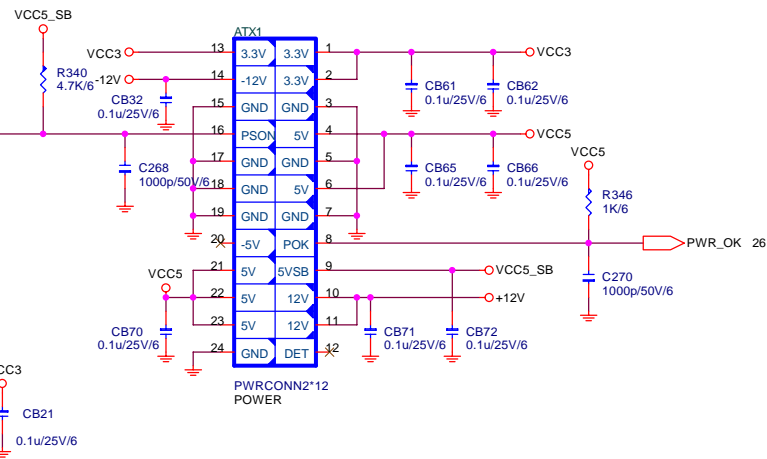 VCC5_SB
ATX1
VCC3
13
3.3V
3.3V
1
VCC3
R340
4.7K/6
-12V
14
-12V
3.3V
2
CB32
0.1u/25V/6
CB61
0.1u/25V/6
CB62
0.1u/25V/6
15
GND
GND
3
16
PSON
5V
4
VCC5
17
GND
GND
5
VCC5
C268
1000p/50V/6
CB65
0.1u/25V/6
CB66
0.1u/25V/6
18
GND
5V
6
R346
1K/6
19
GND
GND
7
20
-5V
POK
8
PWR_OK 26
VCC5
21
5V
5VSB
9
VCC5_SB
C270
1000p/50V/6
22
5V
12V
10
+12V
23
5V
12V
11
CB70
0.1u/25V/6
CB71
0.1u/25V/6
CB72
0.1u/25V/6
24
GND
DET
12
PWRCONN2*12
POWER
CC3
CB21
0.1u/25V/6